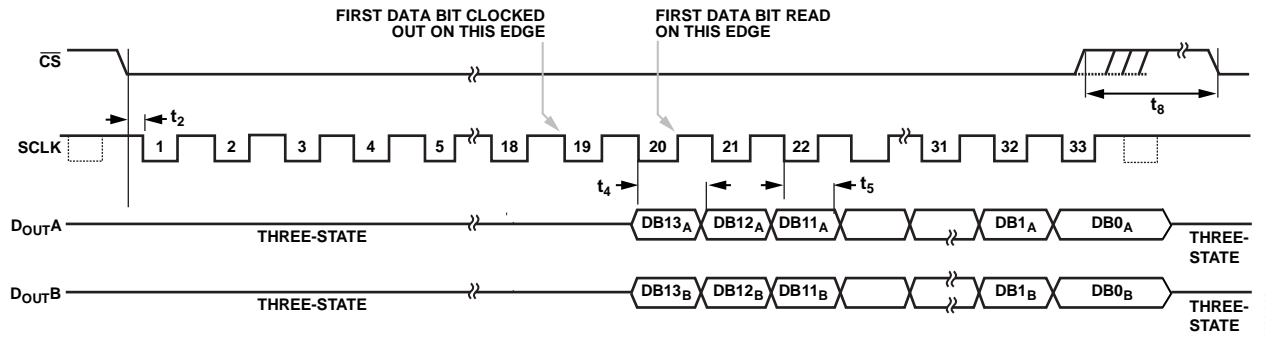 FIRST DATA BIT CLOCKED
OUT ON THIS EDGE
FIRST DATA BIT READ
ON THIS EDGE
CS
t8
t2
SCLK
1 2 3 4 5 18 19 20 21 22 31 32 33
t4 t5
DOUTA THREE-STATE DB13A DB12A DB11A DB1A DB0A THREE-
STATE
DOUTB THREE-STATE DB13B DB12B DB11B DB1B DB0B THREE-
STATE